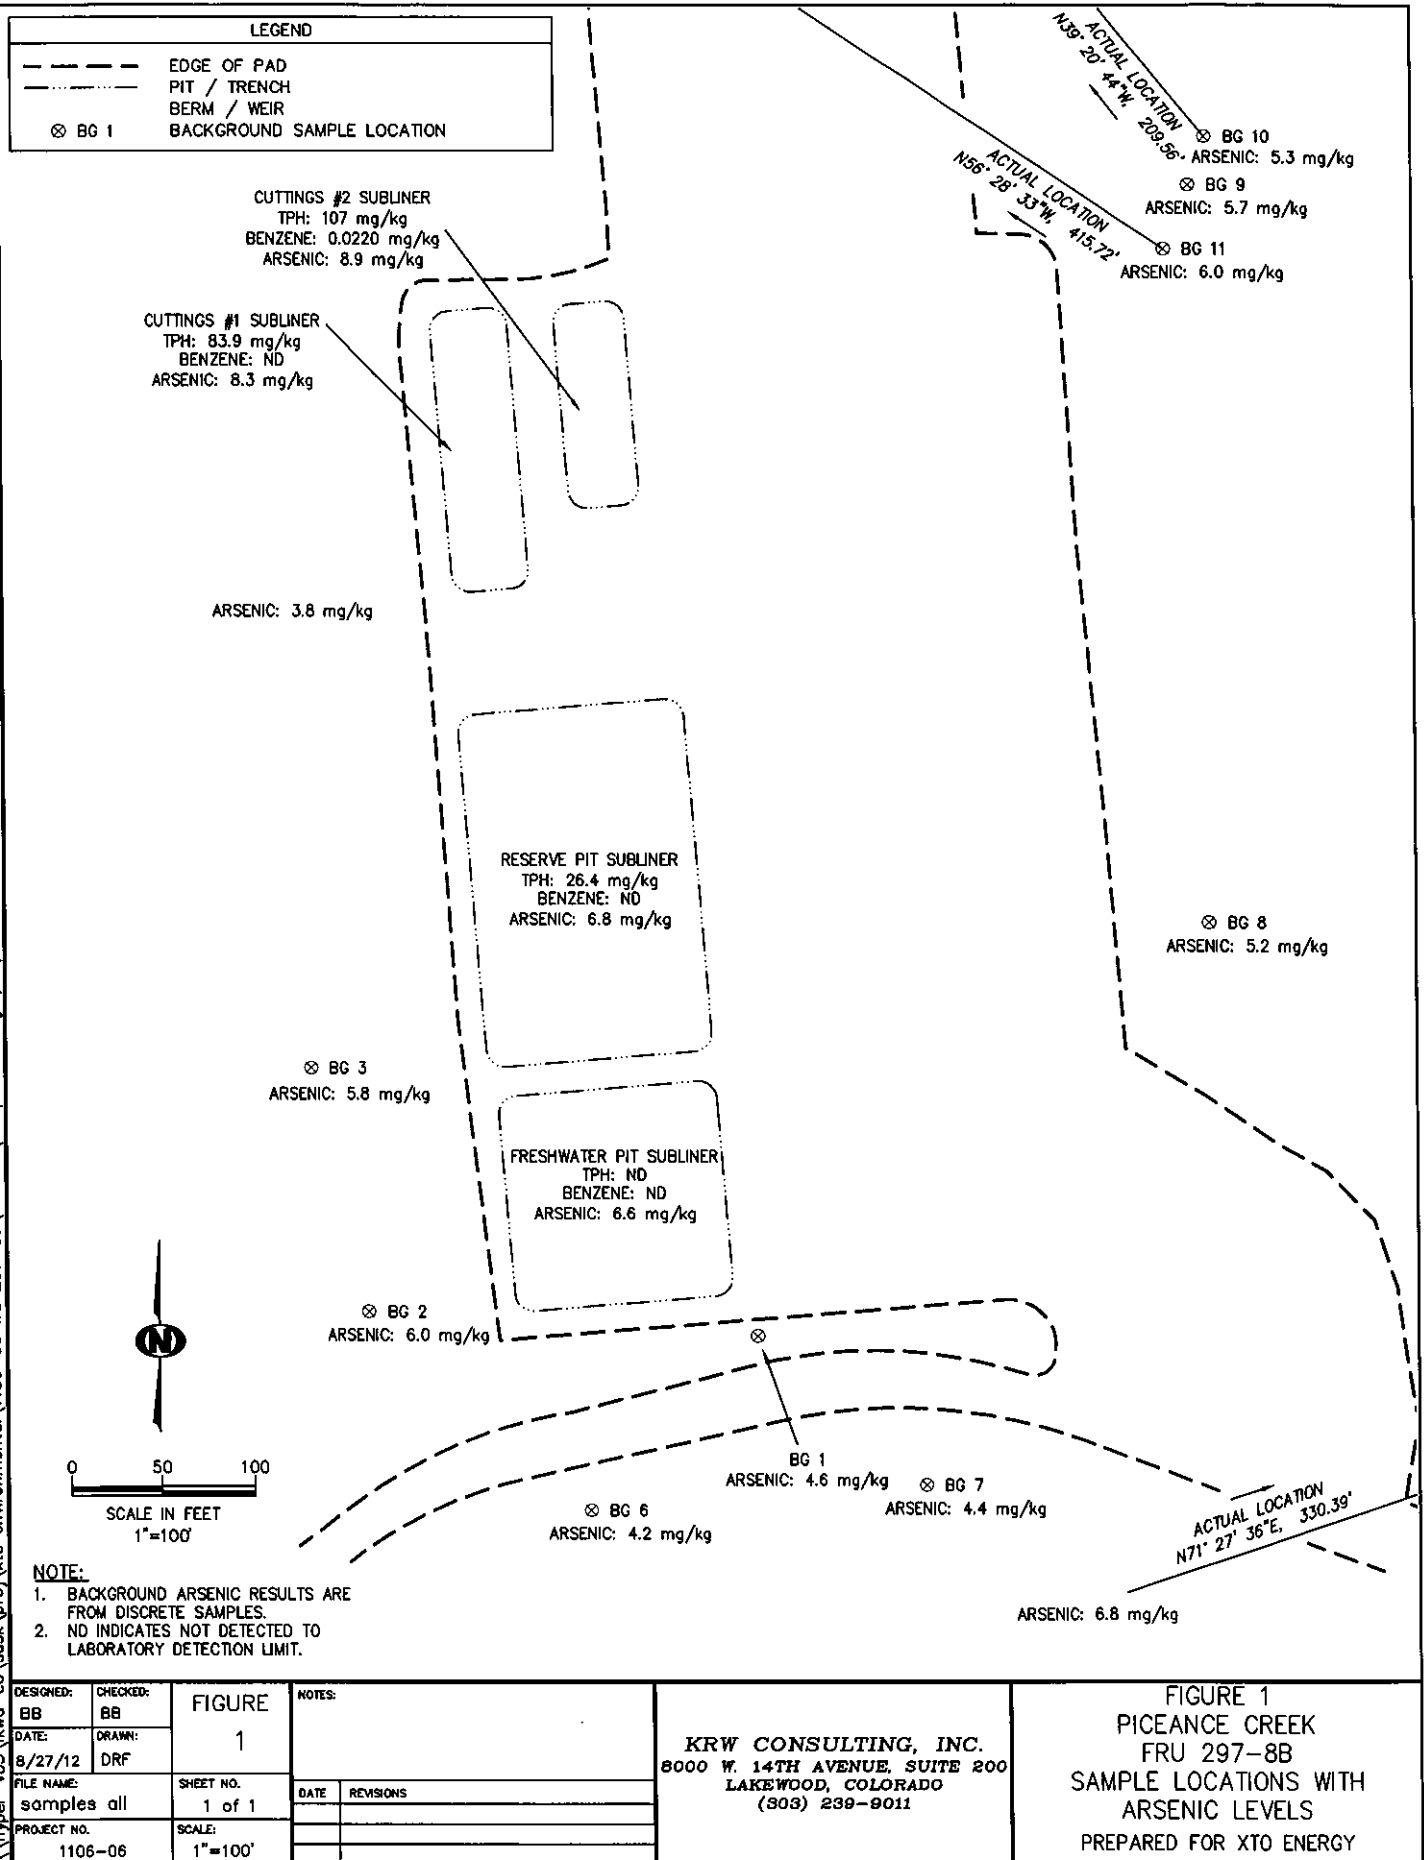 LEGEND
EDGE OF PAD
PIT / TRENCH
BERM / WEIR
⊗ BG 1 BACKGROUND SAMPLE LOCATION
ACTUAL LOCATION
N39° 20' 44"W, 209.56'
⊗ BG 10
ARSENIC: 5.3 mg/kg
⊗ BG 9
ARSENIC: 5.7 mg/kg
ACTUAL LOCATION
N56° 28' 33"W, 415.72'
⊗ BG 11
ARSENIC: 6.0 mg/kg
CUTTINGS #2 SUBLINER
TPH: 107 mg/kg
BENZENE: 0.0220 mg/kg
ARSENIC: 8.9 mg/kg
CUTTINGS #1 SUBLINER
TPH: 83.9 mg/kg
BENZENE: ND
ARSENIC: 8.3 mg/kg
ARSENIC: 3.8 mg/kg
RESERVE PIT SUBLINER
TPH: 26.4 mg/kg
BENZENE: ND
ARSENIC: 6.8 mg/kg
⊗ BG 8
ARSENIC: 5.2 mg/kg
⊗ BG 3
ARSENIC: 5.8 mg/kg
FRESHWATER PIT SUBLINER
TPH: ND
BENZENE: ND
ARSENIC: 6.6 mg/kg
⊗ BG 2
ARSENIC: 6.0 mg/kg
N
BG 1
ARSENIC: 4.6 mg/kg
⊗ BG 7
ARSENIC: 4.4 mg/kg
⊗ BG 6
ARSENIC: 4.2 mg/kg
ACTUAL LOCATION
N71° 27' 36"E, 330.39'
ARSENIC: 6.8 mg/kg
0 50 100
SCALE IN FEET
1"=100'
NOTE:
1. BACKGROUND ARSENIC RESULTS ARE
FROM DISCRETE SAMPLES.
2. ND INDICATES NOT DETECTED TO
LABORATORY DETECTION LIMIT.
DESIGNED: BB
CHECKED: BB
DATE: 8/27/12
DRAWN: DRF
FILE NAME: samples all
PROJECT NO. 1106-06
FIGURE
1
SHEET NO.
1 of 1
SCALE:
1"=100'
NOTES:
DATE REVISIONS
KRW CONSULTING, INC.
8000 W. 14TH AVENUE, SUITE 200
LAKEWOOD, COLORADO
(303) 239-9011
FIGURE 1
PICEANCE CREEK
FRU 297-8B
SAMPLE LOCATIONS WITH
ARSENIC LEVELS
PREPARED FOR XTO ENERGY